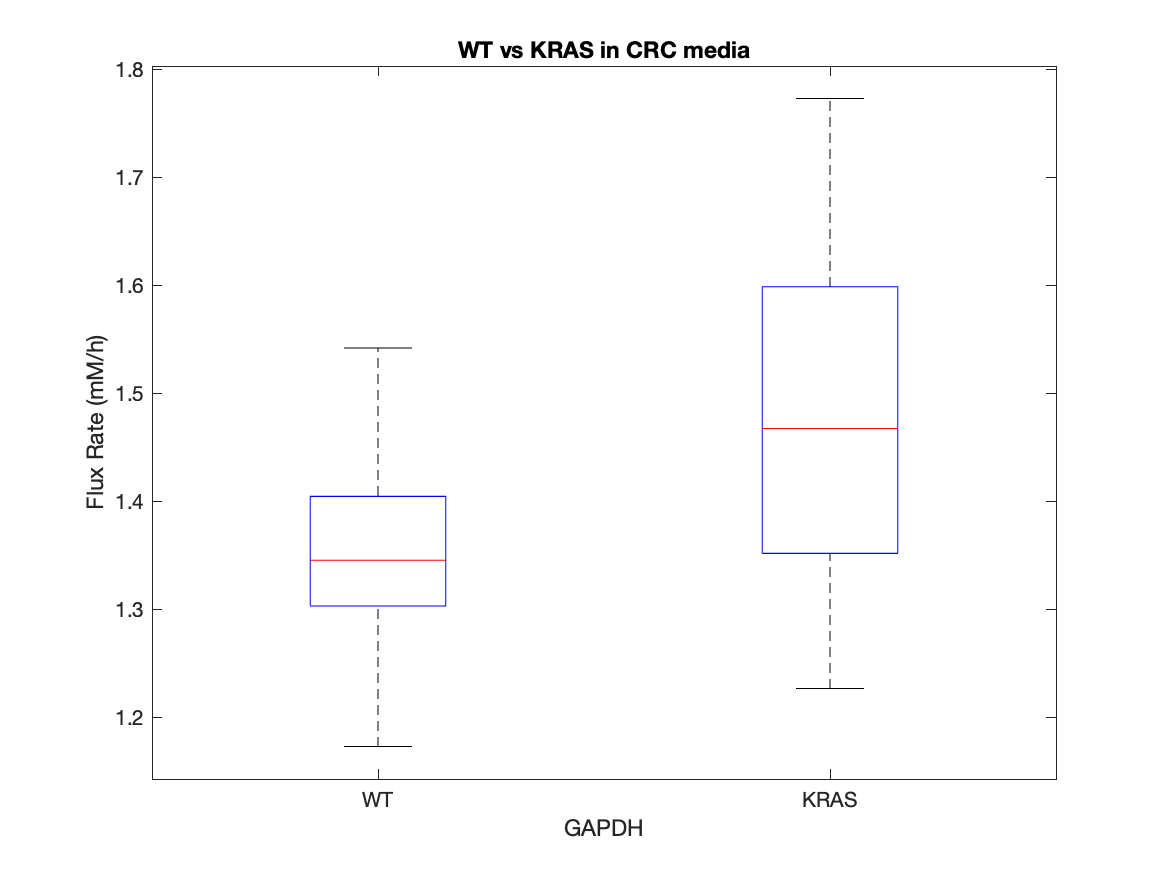 WT vs KRAS in CRC media
1.8
1.7
1.6
1.5
1.4
1.3
1.2
Flux Rate (mM/h)
WT
KRAS
GAPDH